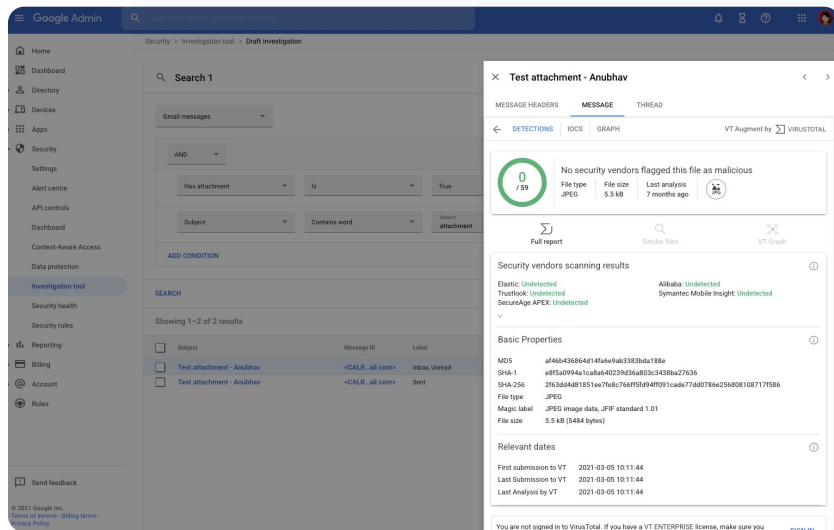 Google Admin
Search for users, groups or settings
Security > Investigation tool > Draft investigation
Home
Dashboard
Directory
Devices
Apps
Security
Settings
Alert centre
API controls
Dashboard
Context-Aware Access
Data protection
Investigation tool
Security health
Security rules
Reporting
Billing
Account
Rules
Send feedback
© 2021 Google Inc.
Terms of service - Billing terms -
Privacy Policy
Search 1
Gmail messages
AND
Has attachment Is True
Subject Contains word Subject
attachment
ADD CONDITION
SEARCH
Showing 1–2 of 2 results
Subject Message ID Label
Test attachment - Anubhav <CALR...ail.com> Inbox, Unread
Test attachment - Anubhav <CALR...ail.com> Sent
Test attachment - Anubhav
MESSAGE HEADERS MESSAGE THREAD
DETECTIONS IOCS GRAPH VT Augment by VIRUSTOTAL
0
/ 59
No security vendors flagged this file as malicious
File type File size Last analysis
JPEG 5.5 kB 7 months ago
JPG
Full report Similar files VT Graph
Security vendors scanning results
Elastic: Undetected Alibaba: Undetected
Trustlook: Undetected Symantec Mobile Insight: Undetected
SecureAge APEX: Undetected
Basic Properties
MD5 af46b436864d14fa6e9ab3383bda188e
SHA-1 e8f5a0994a1ca8a640239d36a803c3438ba27636
SHA-256 2f63dd4d81851ee7fe8c766ff5fd94ff091cade77dd0786e256808108717f586
File type JPEG
Magic label JPEG image data, JFIF standard 1.01
File size 5.5 kB (5484 bytes)
Relevant dates
First submission to VT 2021-03-05 10:11:44
Last Submission to VT 2021-03-05 10:11:44
Last Analysis by VT 2021-03-05 10:11:44
You are not signed in to VirusTotal. If you have a VT ENTERPRISE license, make sure you
SIGN IN